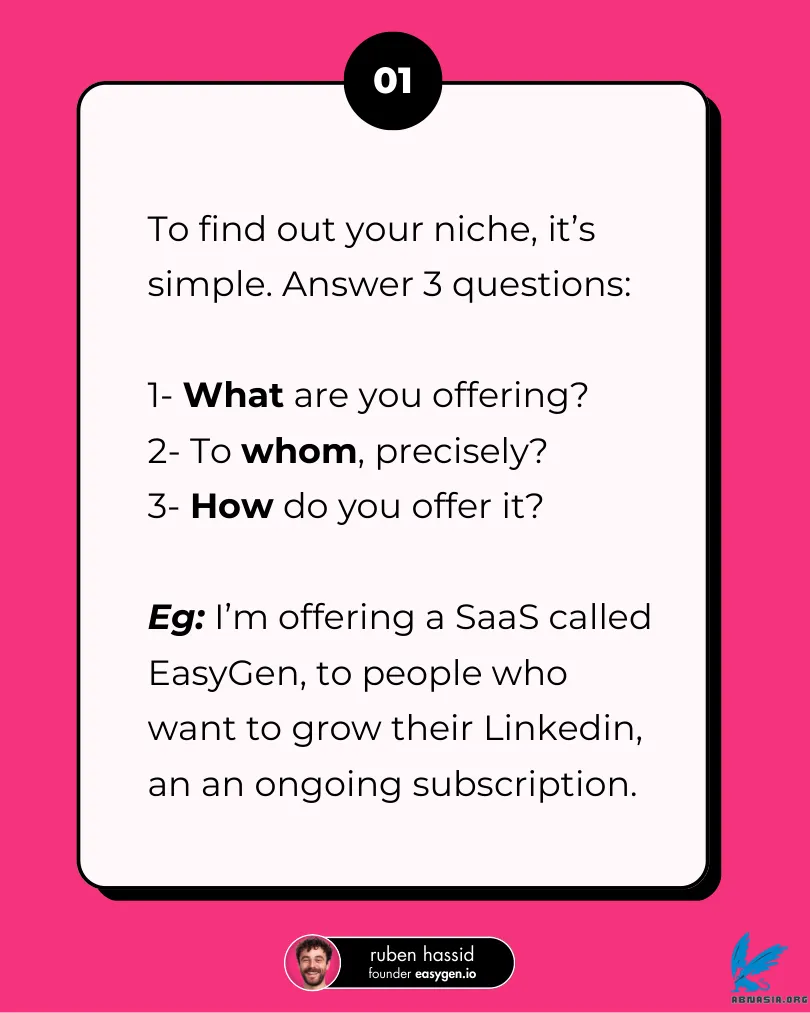 01
To find out your niche, it’s
simple. Answer 3 questions:
1- What are you offering?
2- To whom, precisely?
3- How do you offer it?
Eg: I’m offering a SaaS called
EasyGen, to people who
want to grow their Linkedin,
an an ongoing subscription.
ruben hassid
founder easygen.io
ABNASIA.ORG